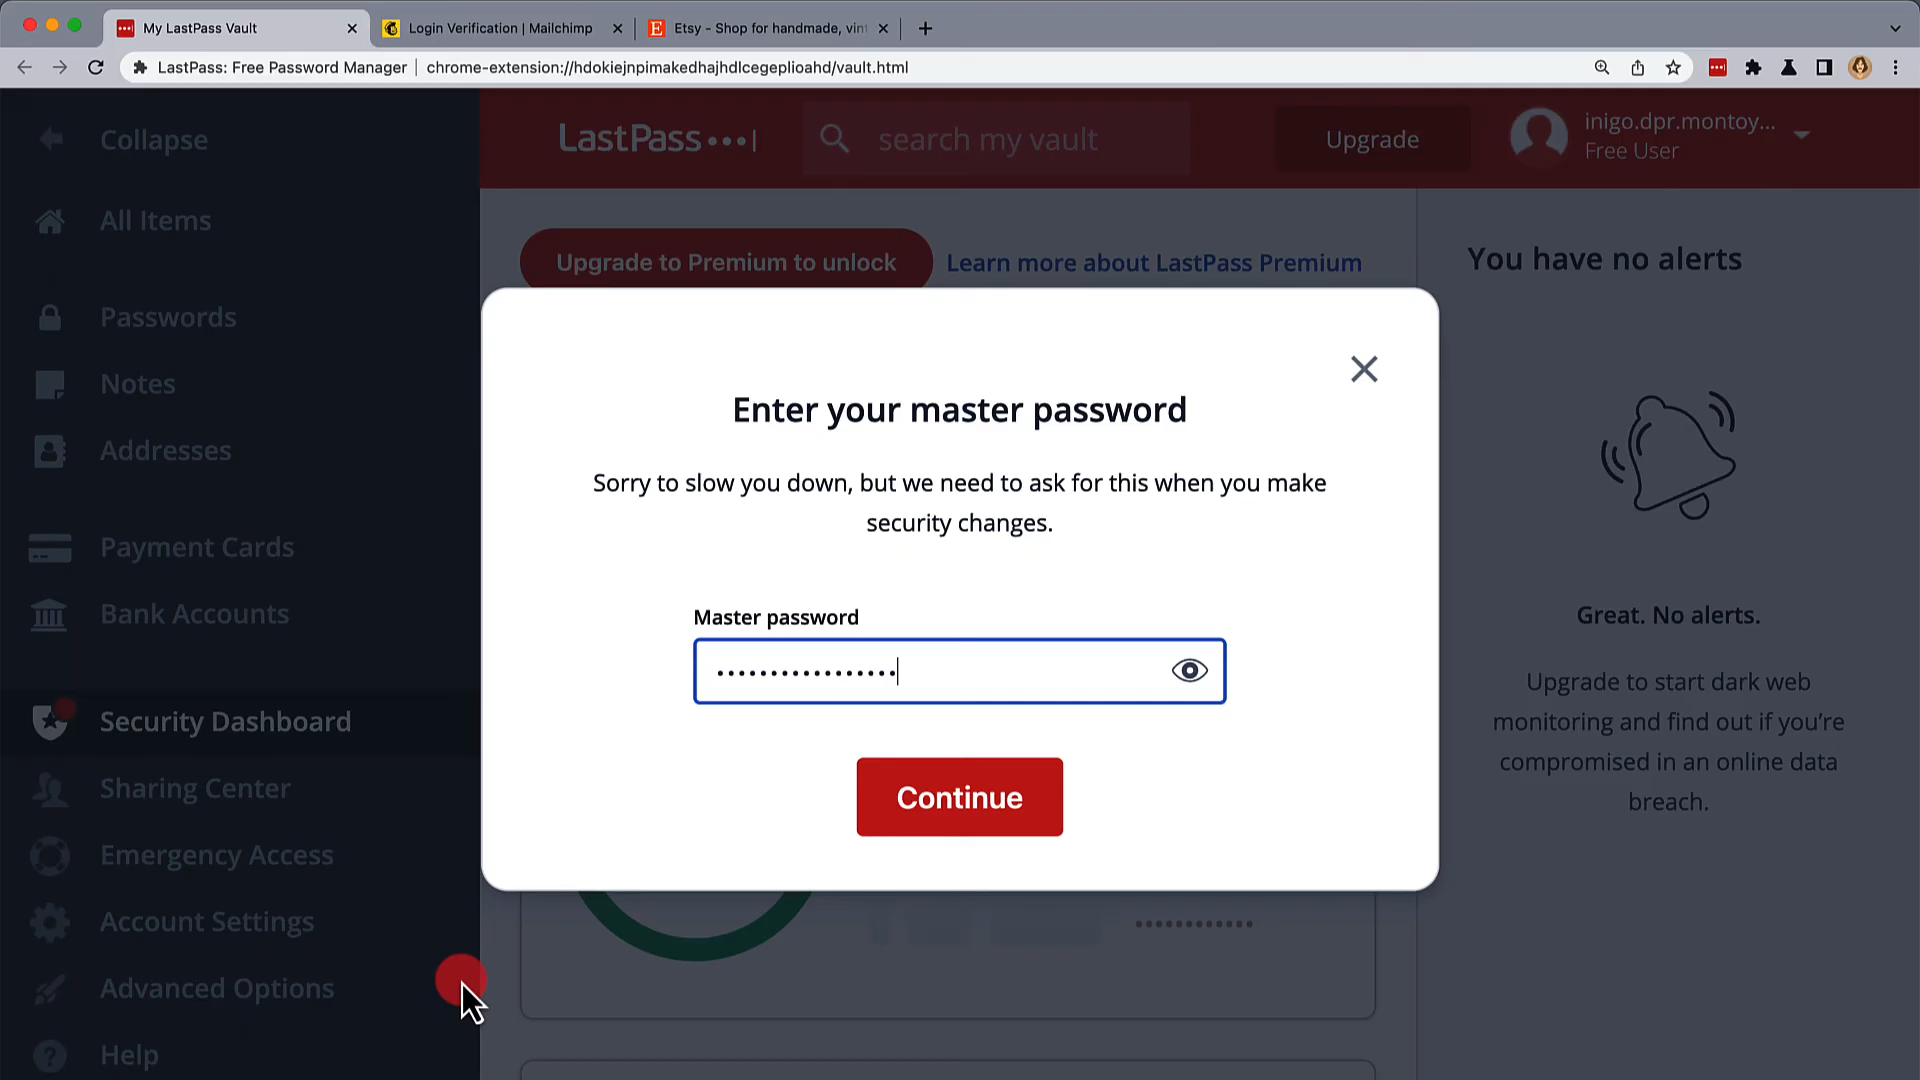 My LastPass Vault
Login Verification | Mailchimp
Etsy - Shop for handmade, vin
LastPass: Free Password Manager
chrome-extension://hdokiejnpimakedhajhdlcegeplioahd/vault.html
Collapse
All Items
Passwords
Notes
Addresses
Payment Cards
Bank Accounts
Security Dashboard
Sharing Center
Emergency Access
Account Settings
Advanced Options
Help
LastPass
search my vault
Upgrade
inigo.dpr.montoy...
Free User
Upgrade to Premium to unlock
Learn more about LastPass Premium
Enter your master password
Sorry to slow you down, but we need to ask for this when you make
security changes.
Master password
Continue
You have no alerts
Great. No alerts.
Upgrade to start dark web
monitoring and find out if you’re
compromised in an online data
breach.